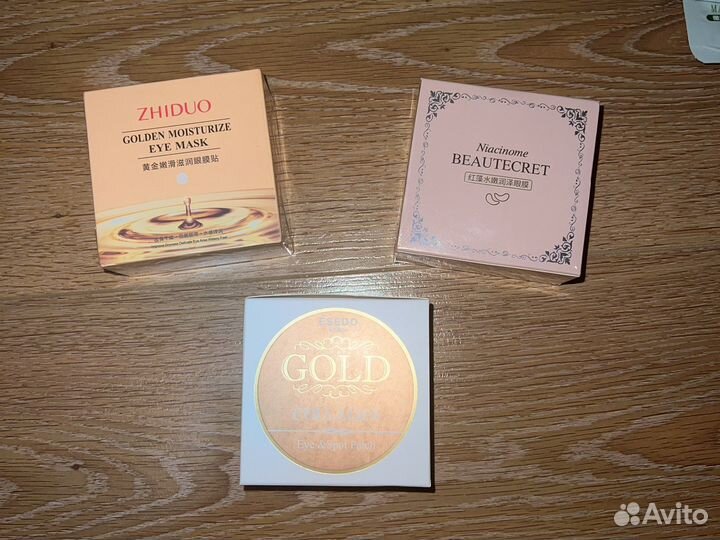 ZHIDUO
GOLDEN MOISTURIZE
EYE MASK
黄金嫩滑滋润眼膜贴
Niacinome
BEAUTECRET
红藻水嫩润泽眼膜
ESEDO
GOLD
Eye & Spot Patch
Avito